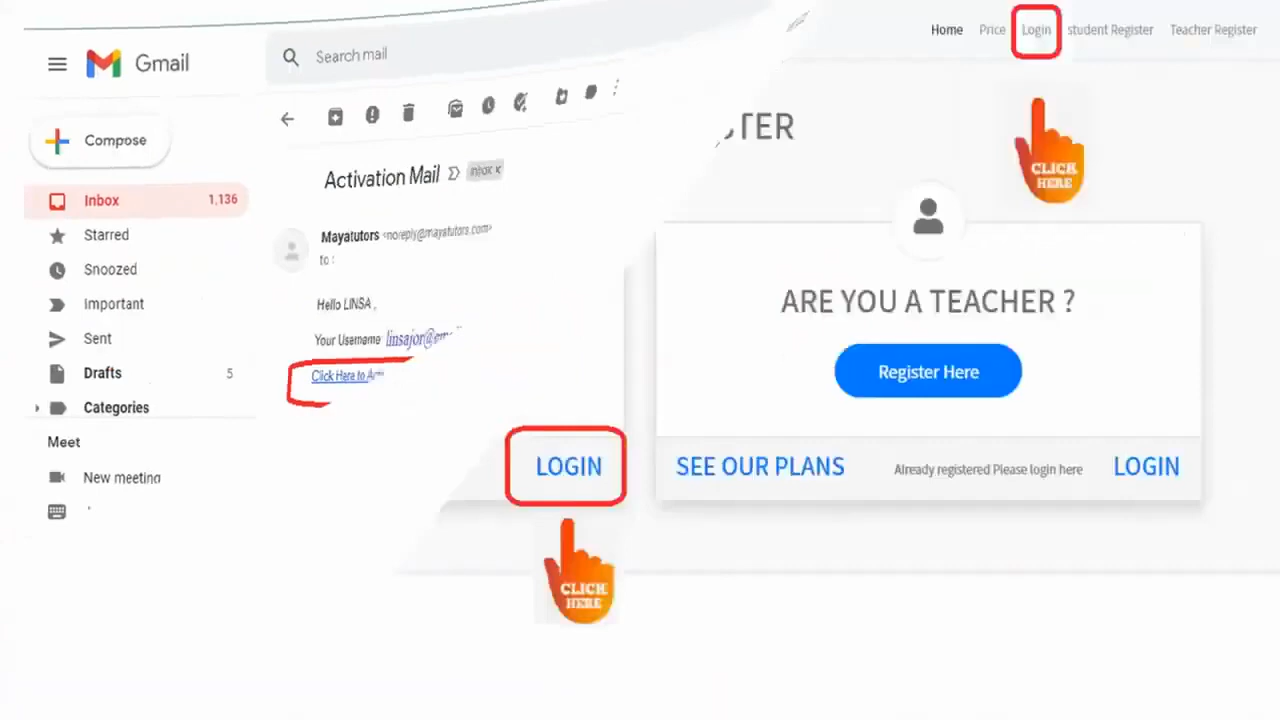 Gmail
Search mail
Compose
Inbox 1,136
Starred
Snoozed
Important
Sent
Drafts 5
Categories
Meet
New meeting
Activation Mail
Inbox x
Mayatutors <noreply@mayatutors.com>
to :
Hello LINSA ,
Your Username
Click Here to
LOGIN
CLICK
HERE
Home Price Login student Register Teacher Register
CLICK
HERE
ARE YOU A TEACHER ?
Register Here
SEE OUR PLANS Already registered Please login here LOGIN